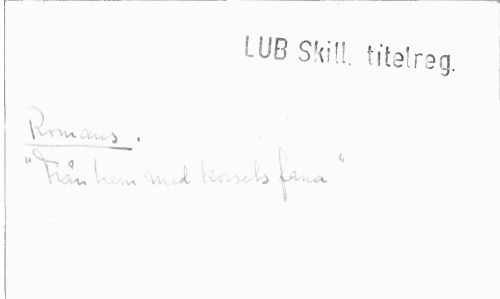 LUB Skill. titelreg.
Romans.
"Från hem med korsets fana"